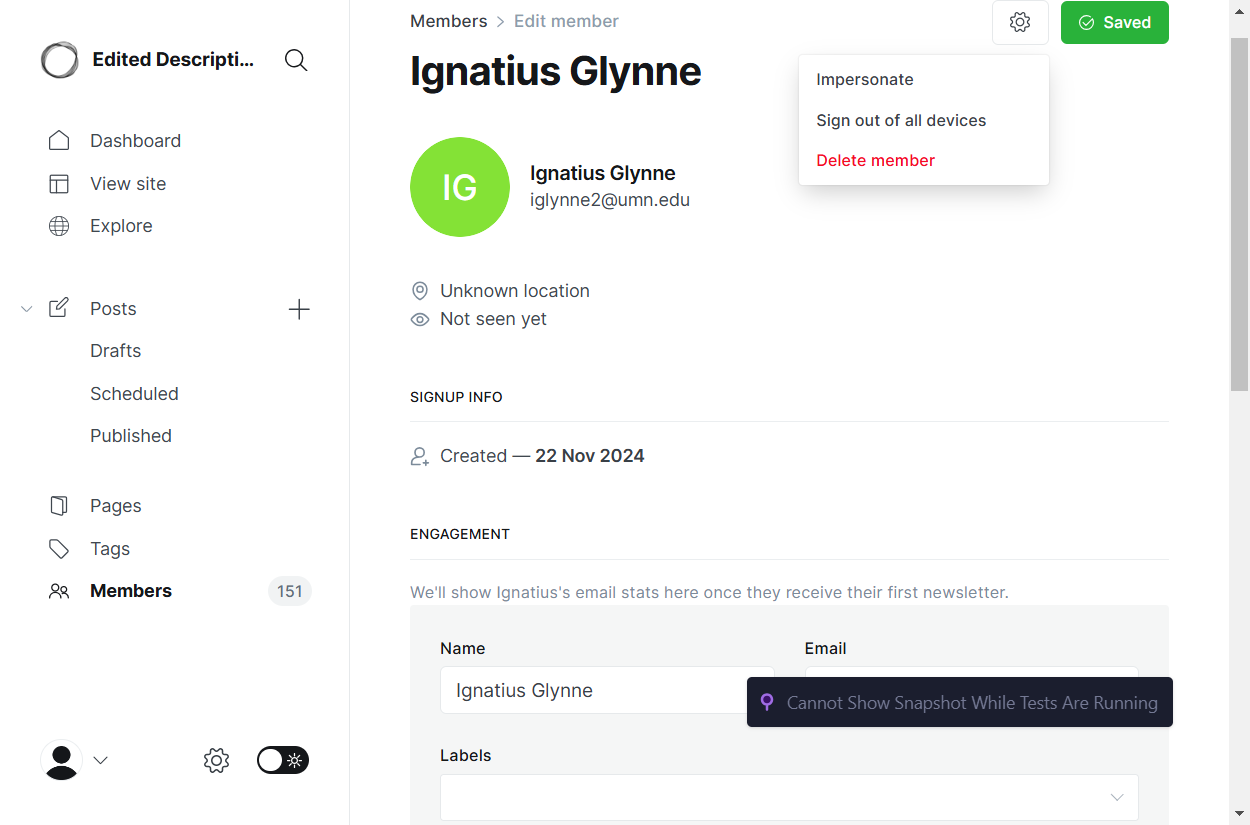 Edited Descripti...
Dashboard
View site
Explore
Posts
Drafts
Scheduled
Published
Pages
Tags
Members 151
Members > Edit member
Saved
Ignatius Glynne
Impersonate
Sign out of all devices
Delete member
IG
Ignatius Glynne
iglynne2@umn.edu
Unknown location
Not seen yet
SIGNUP INFO
Created — 22 Nov 2024
ENGAGEMENT
We'll show Ignatius's email stats here once they receive their first newsletter.
Name
Email
Ignatius Glynne
Cannot Show Snapshot While Tests Are Running
Labels